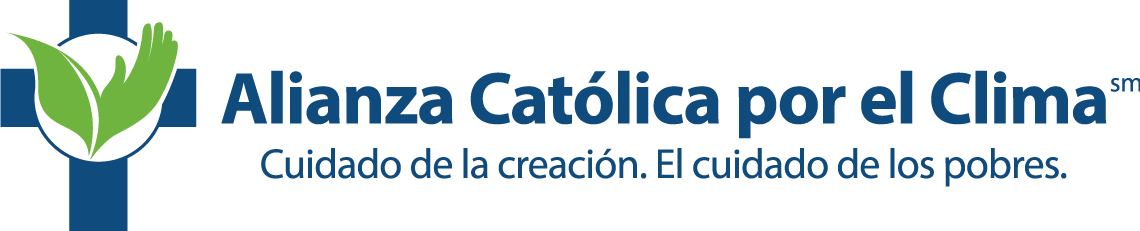 Alianza Católica por el Clima℠
Cuidado de la creación. El cuidado de los pobres.